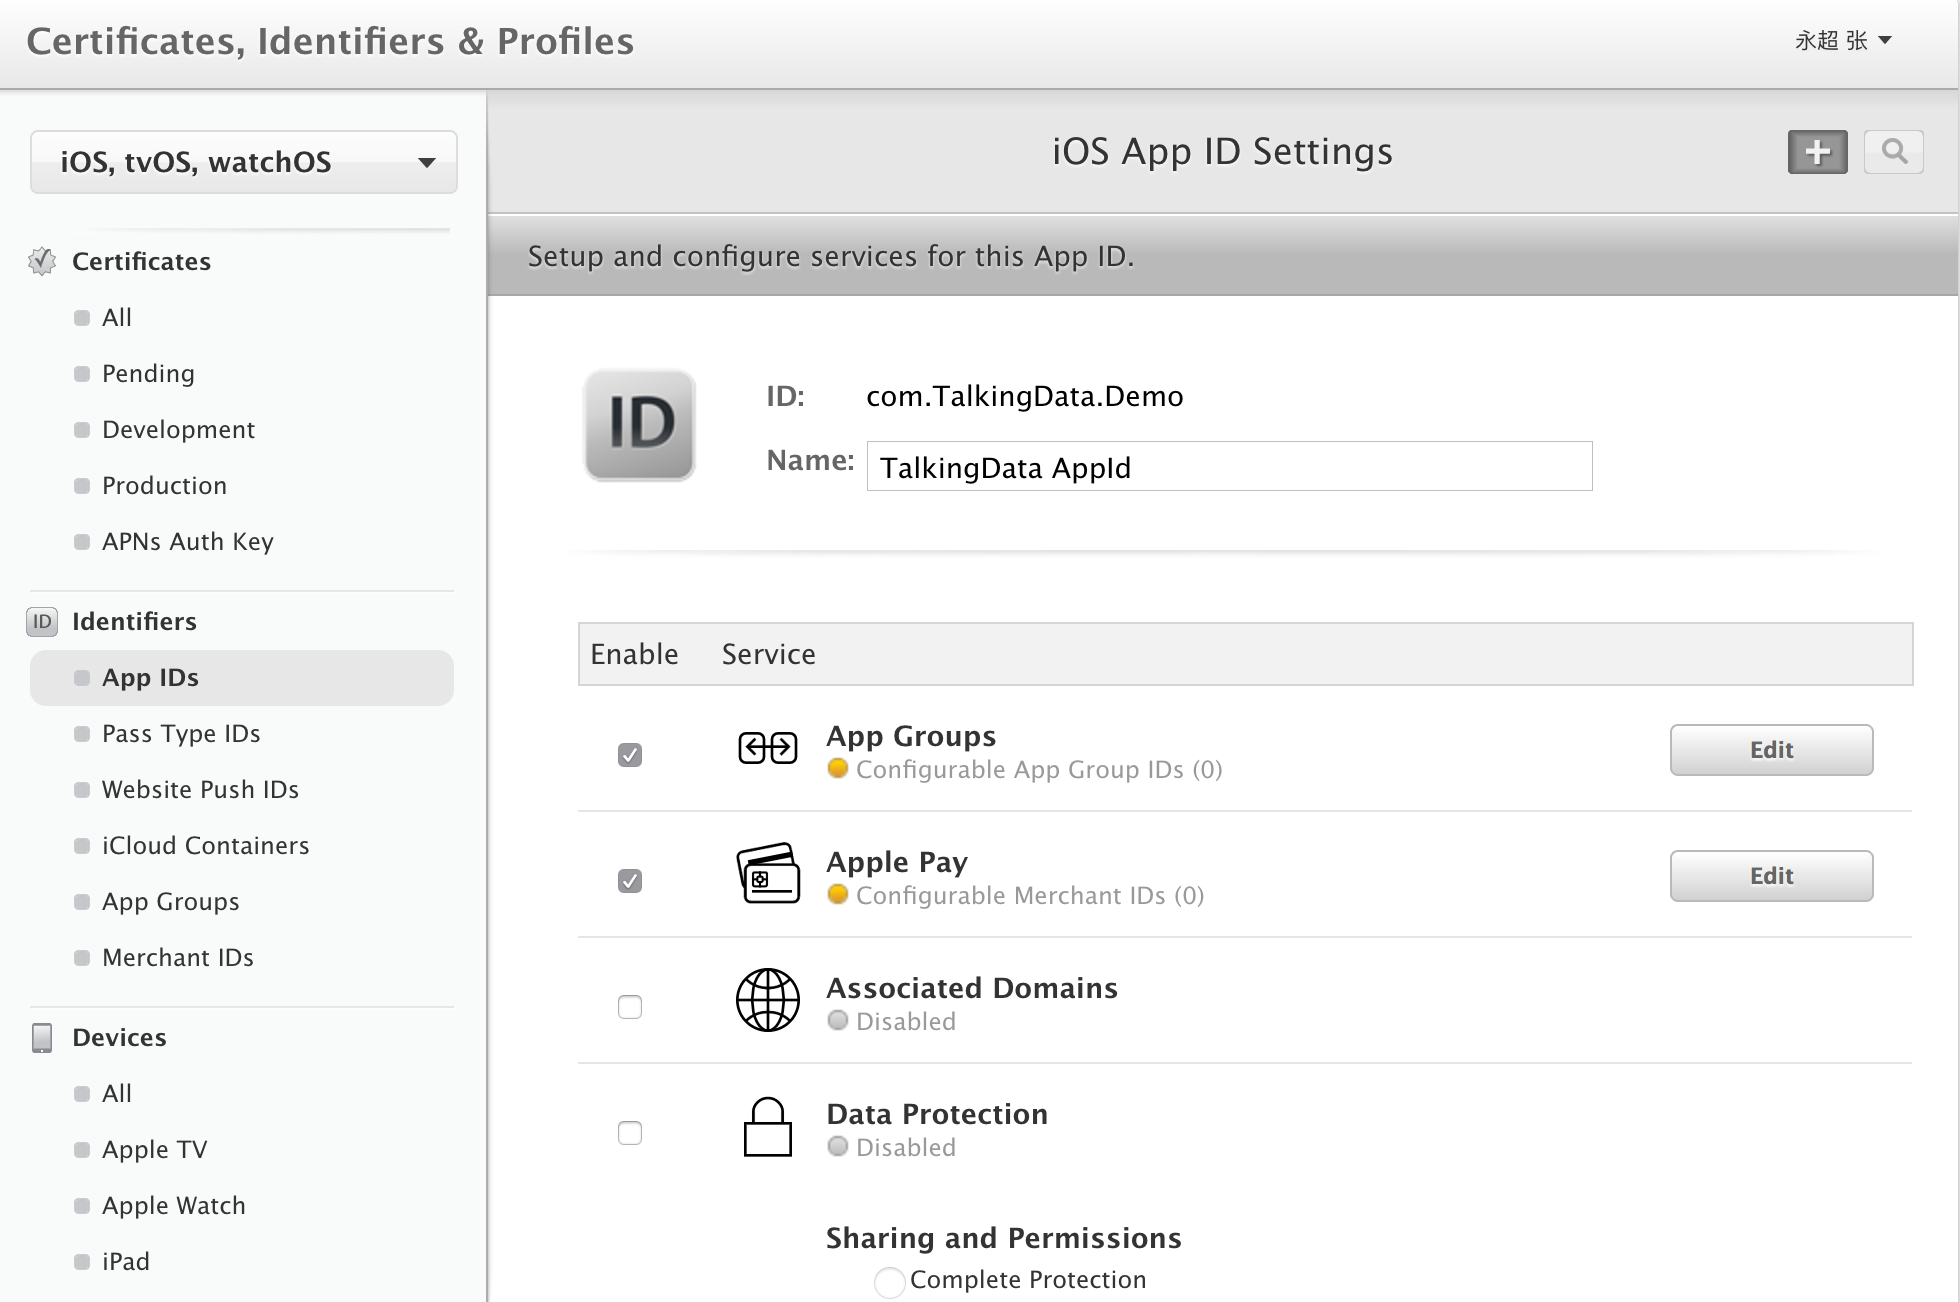 Certificates, Identifiers & Profiles
永超 张
iOS, tvOS, watchOS
Certificates
All
Pending
Development
Production
APNs Auth Key
ID
Identifiers
App IDs
Pass Type IDs
Website Push IDs
iCloud Containers
App Groups
Merchant IDs
Devices
All
Apple TV
Apple Watch
iPad
iOS App ID Settings
Setup and configure services for this App ID.
ID
ID: com.TalkingData.Demo
Name: TalkingData AppId
Enable Service
App Groups
Configurable App Group IDs (0)
Edit
Apple Pay
Configurable Merchant IDs (0)
Edit
Associated Domains
Disabled
Data Protection
Disabled
Sharing and Permissions
Complete Protection